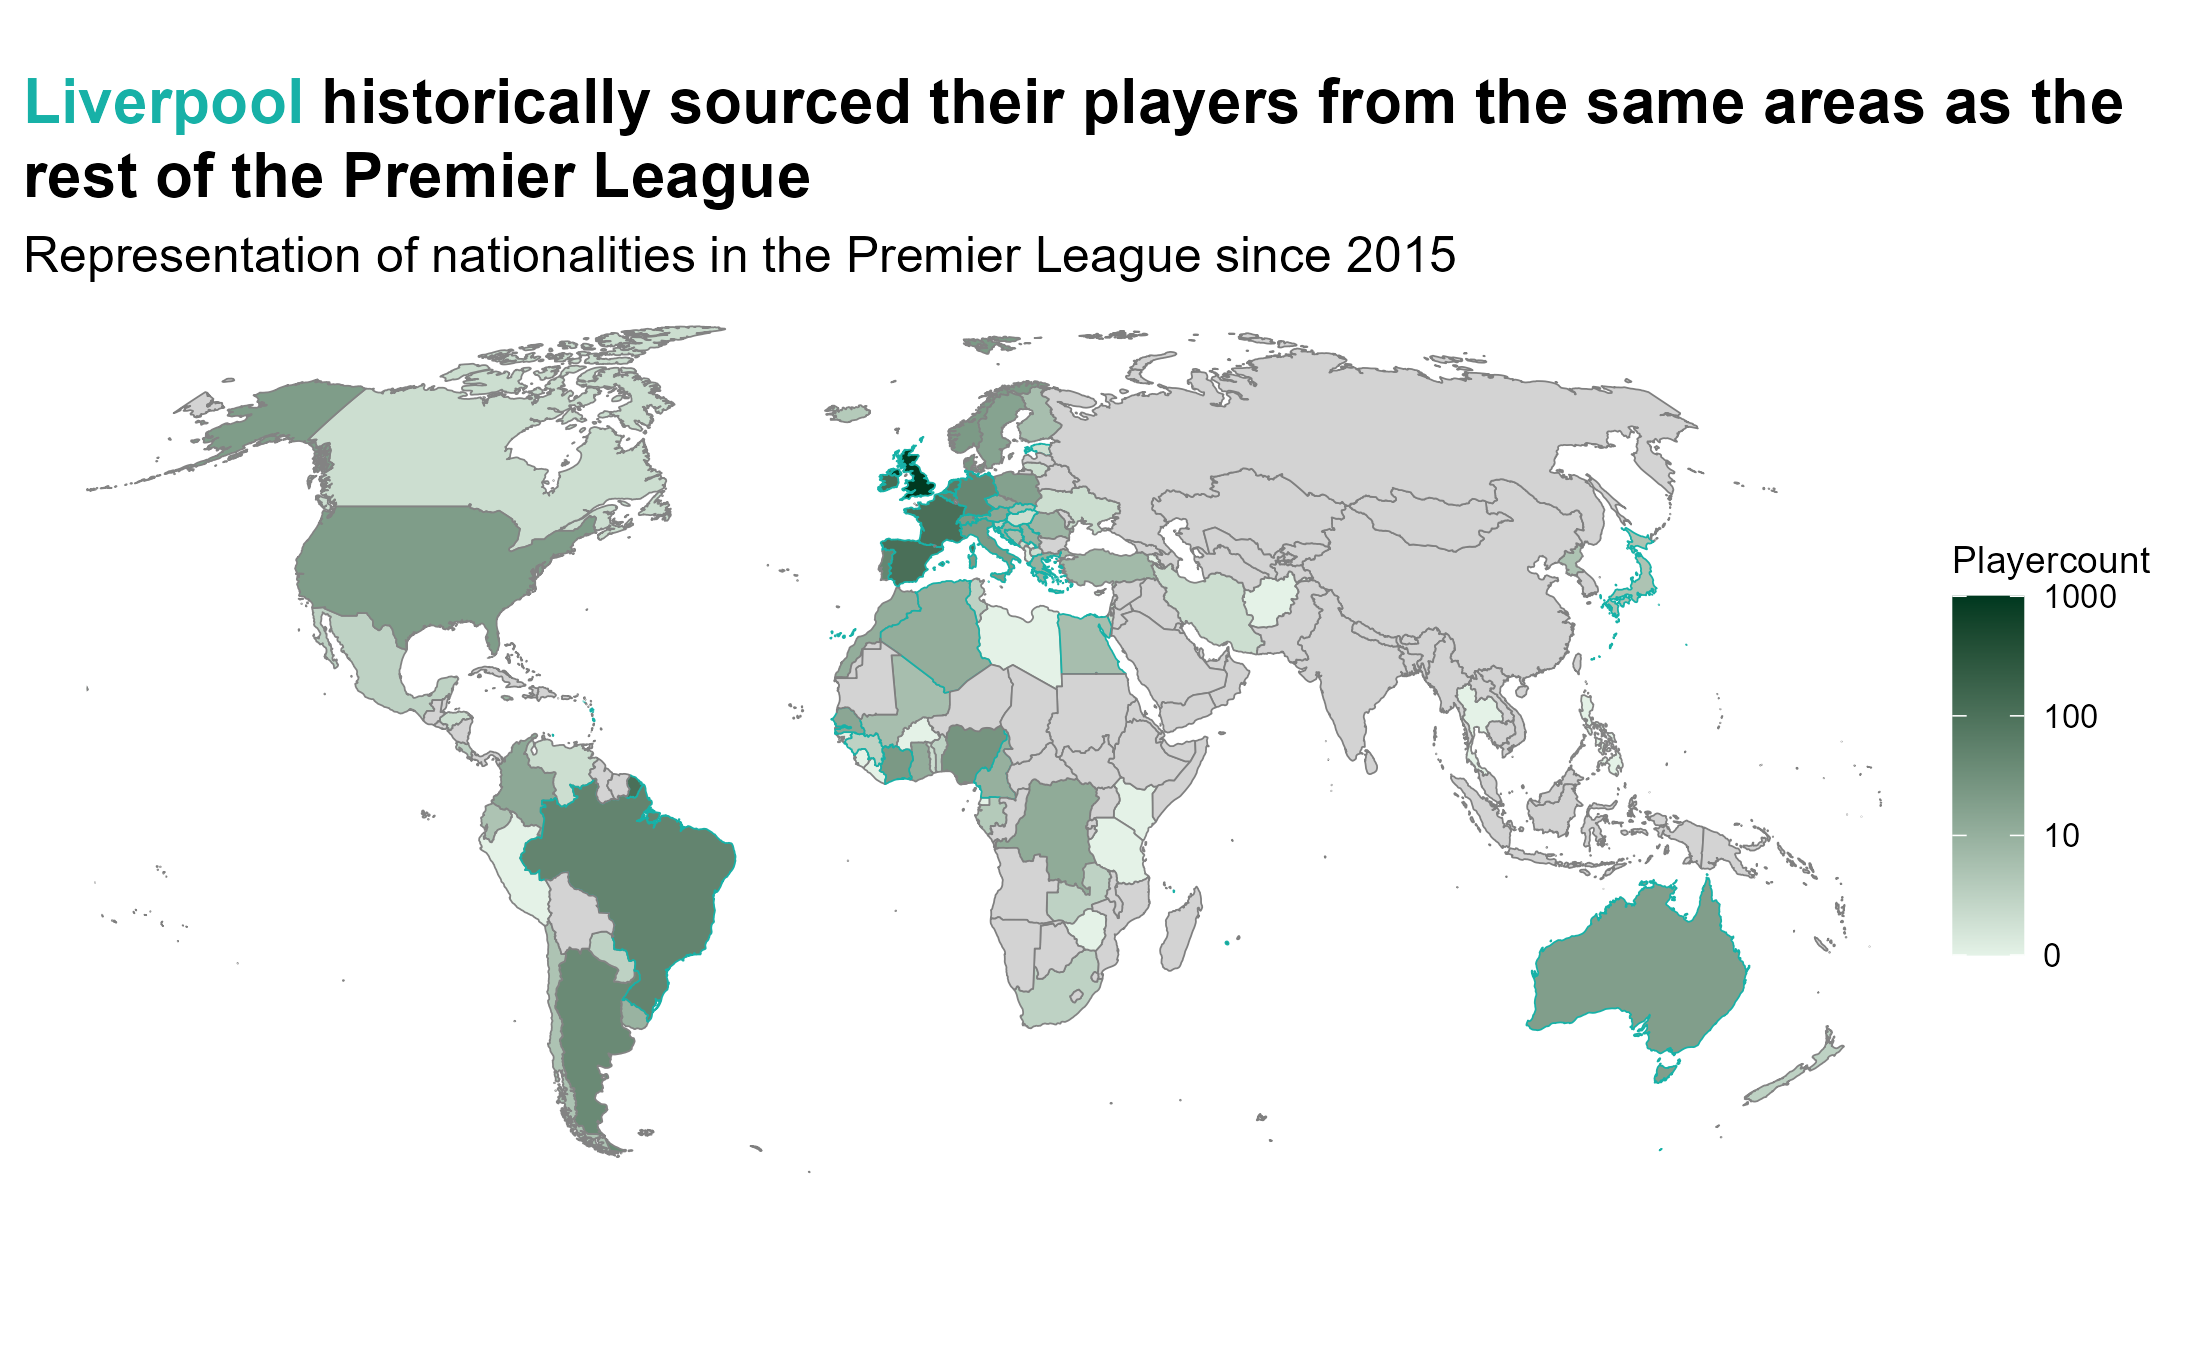 Liverpool historically sourced their players from the same areas as the
rest of the Premier League
Representation of nationalities in the Premier League since 2015
Playercount
1000
100
10
0